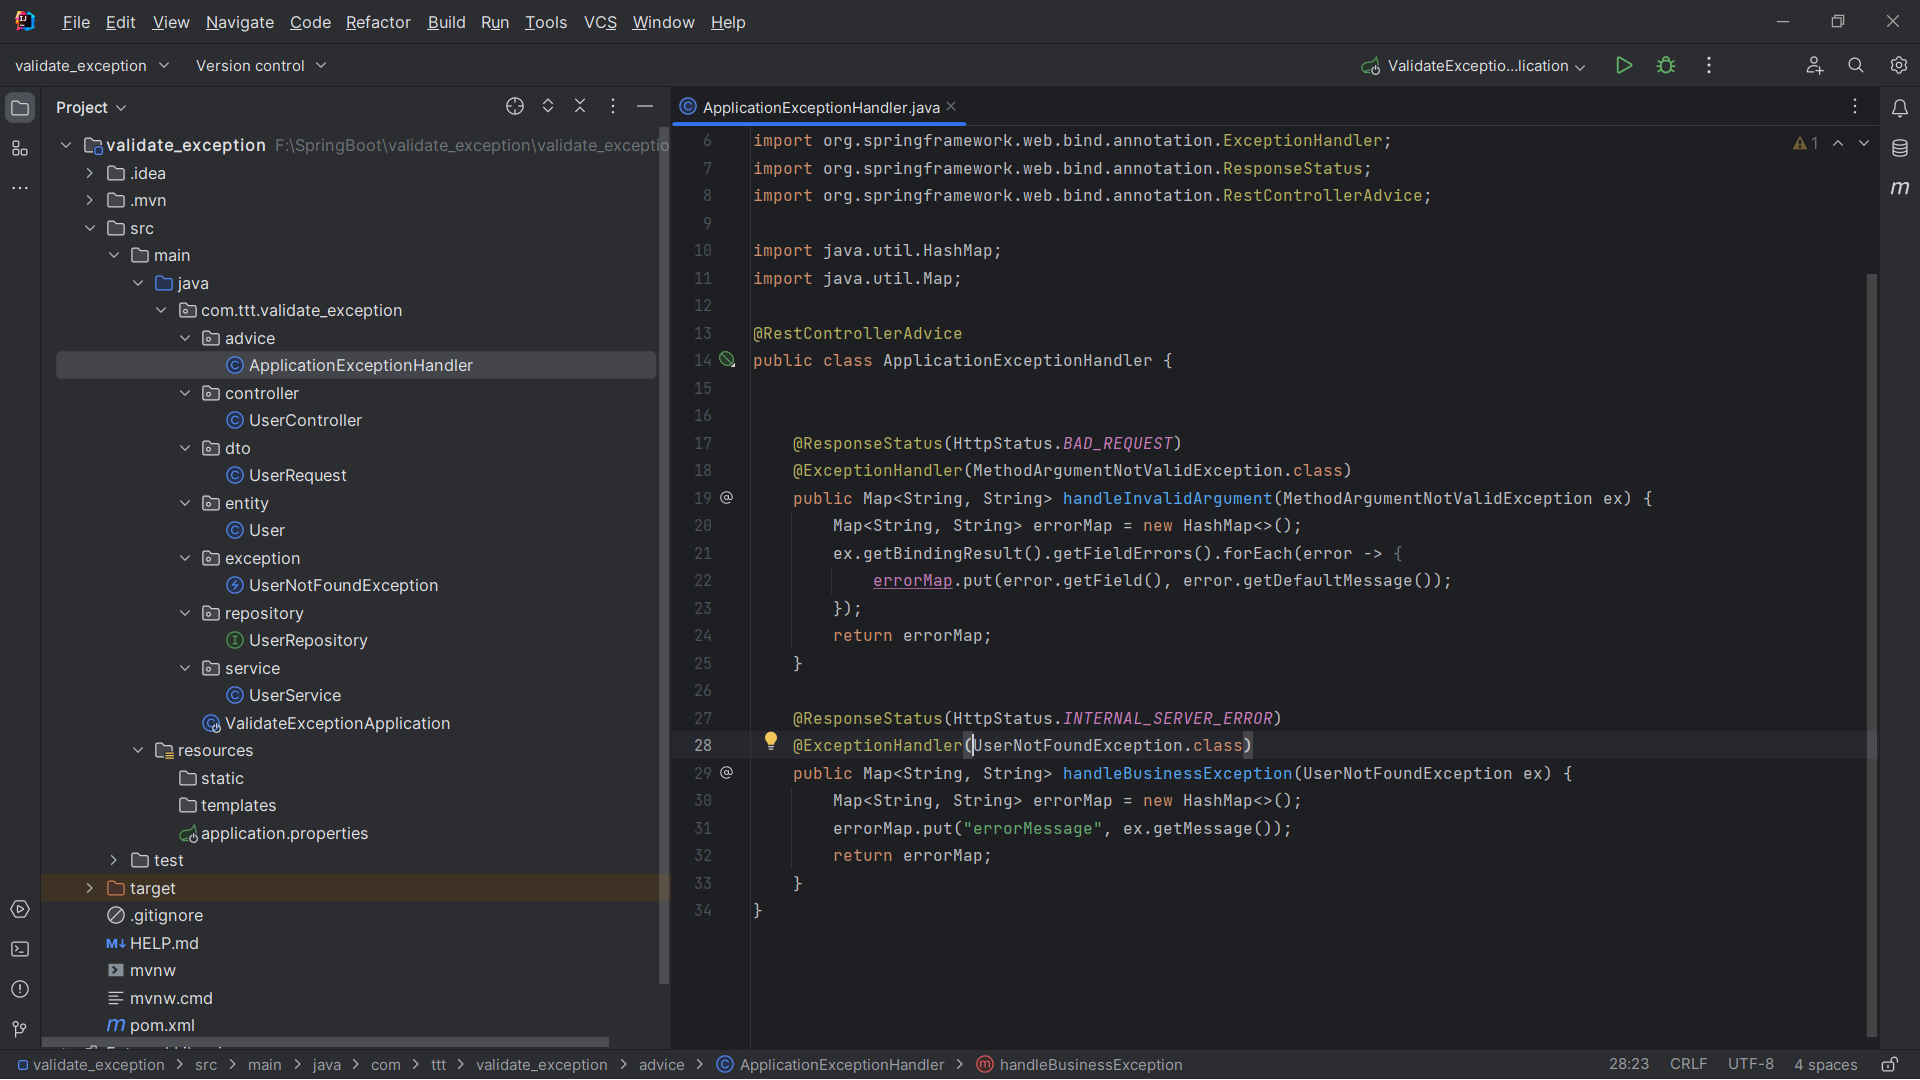 File Edit View Navigate Code Refactor Build Run Tools VCS Window Help
validate_exception Version control ValidateExceptio...lication
Project
validate_exception F:\SpringBoot\validate_exception\validate_exceptio
.idea
.mvn
src
main
java
com.ttt.validate_exception
advice
ApplicationExceptionHandler
controller
UserController
dto
UserRequest
entity
User
exception
UserNotFoundException
repository
UserRepository
service
UserService
ValidateExceptionApplication
resources
static
templates
application.properties
test
target
.gitignore
HELP.md
mvnw
mvnw.cmd
pom.xml
ApplicationExceptionHandler.java
1
6 import org.springframework.web.bind.annotation.ExceptionHandler;
7 import org.springframework.web.bind.annotation.ResponseStatus;
8 import org.springframework.web.bind.annotation.RestControllerAdvice;
9
10 import java.util.HashMap;
11 import java.util.Map;
12
13 @RestControllerAdvice
14 public class ApplicationExceptionHandler {
15
16
17 @ResponseStatus(HttpStatus.BAD_REQUEST)
18 @ExceptionHandler(MethodArgumentNotValidException.class)
19 public Map<String, String> handleInvalidArgument(MethodArgumentNotValidException ex) {
20 Map<String, String> errorMap = new HashMap<>();
21 ex.getBindingResult().getFieldErrors().forEach(error -> {
22 errorMap.put(error.getField(), error.getDefaultMessage());
23 });
24 return errorMap;
25 }
26
27 @ResponseStatus(HttpStatus.INTERNAL_SERVER_ERROR)
28 @ExceptionHandler(UserNotFoundException.class)
29 public Map<String, String> handleBusinessException(UserNotFoundException ex) {
30 Map<String, String> errorMap = new HashMap<>();
31 errorMap.put("errorMessage", ex.getMessage());
32 return errorMap;
33 }
34 }
validate_exception > src > main > java > com > ttt > validate_exception > advice > ApplicationExceptionHandler > handleBusinessException 28:23 CRLF UTF-8 4 spaces